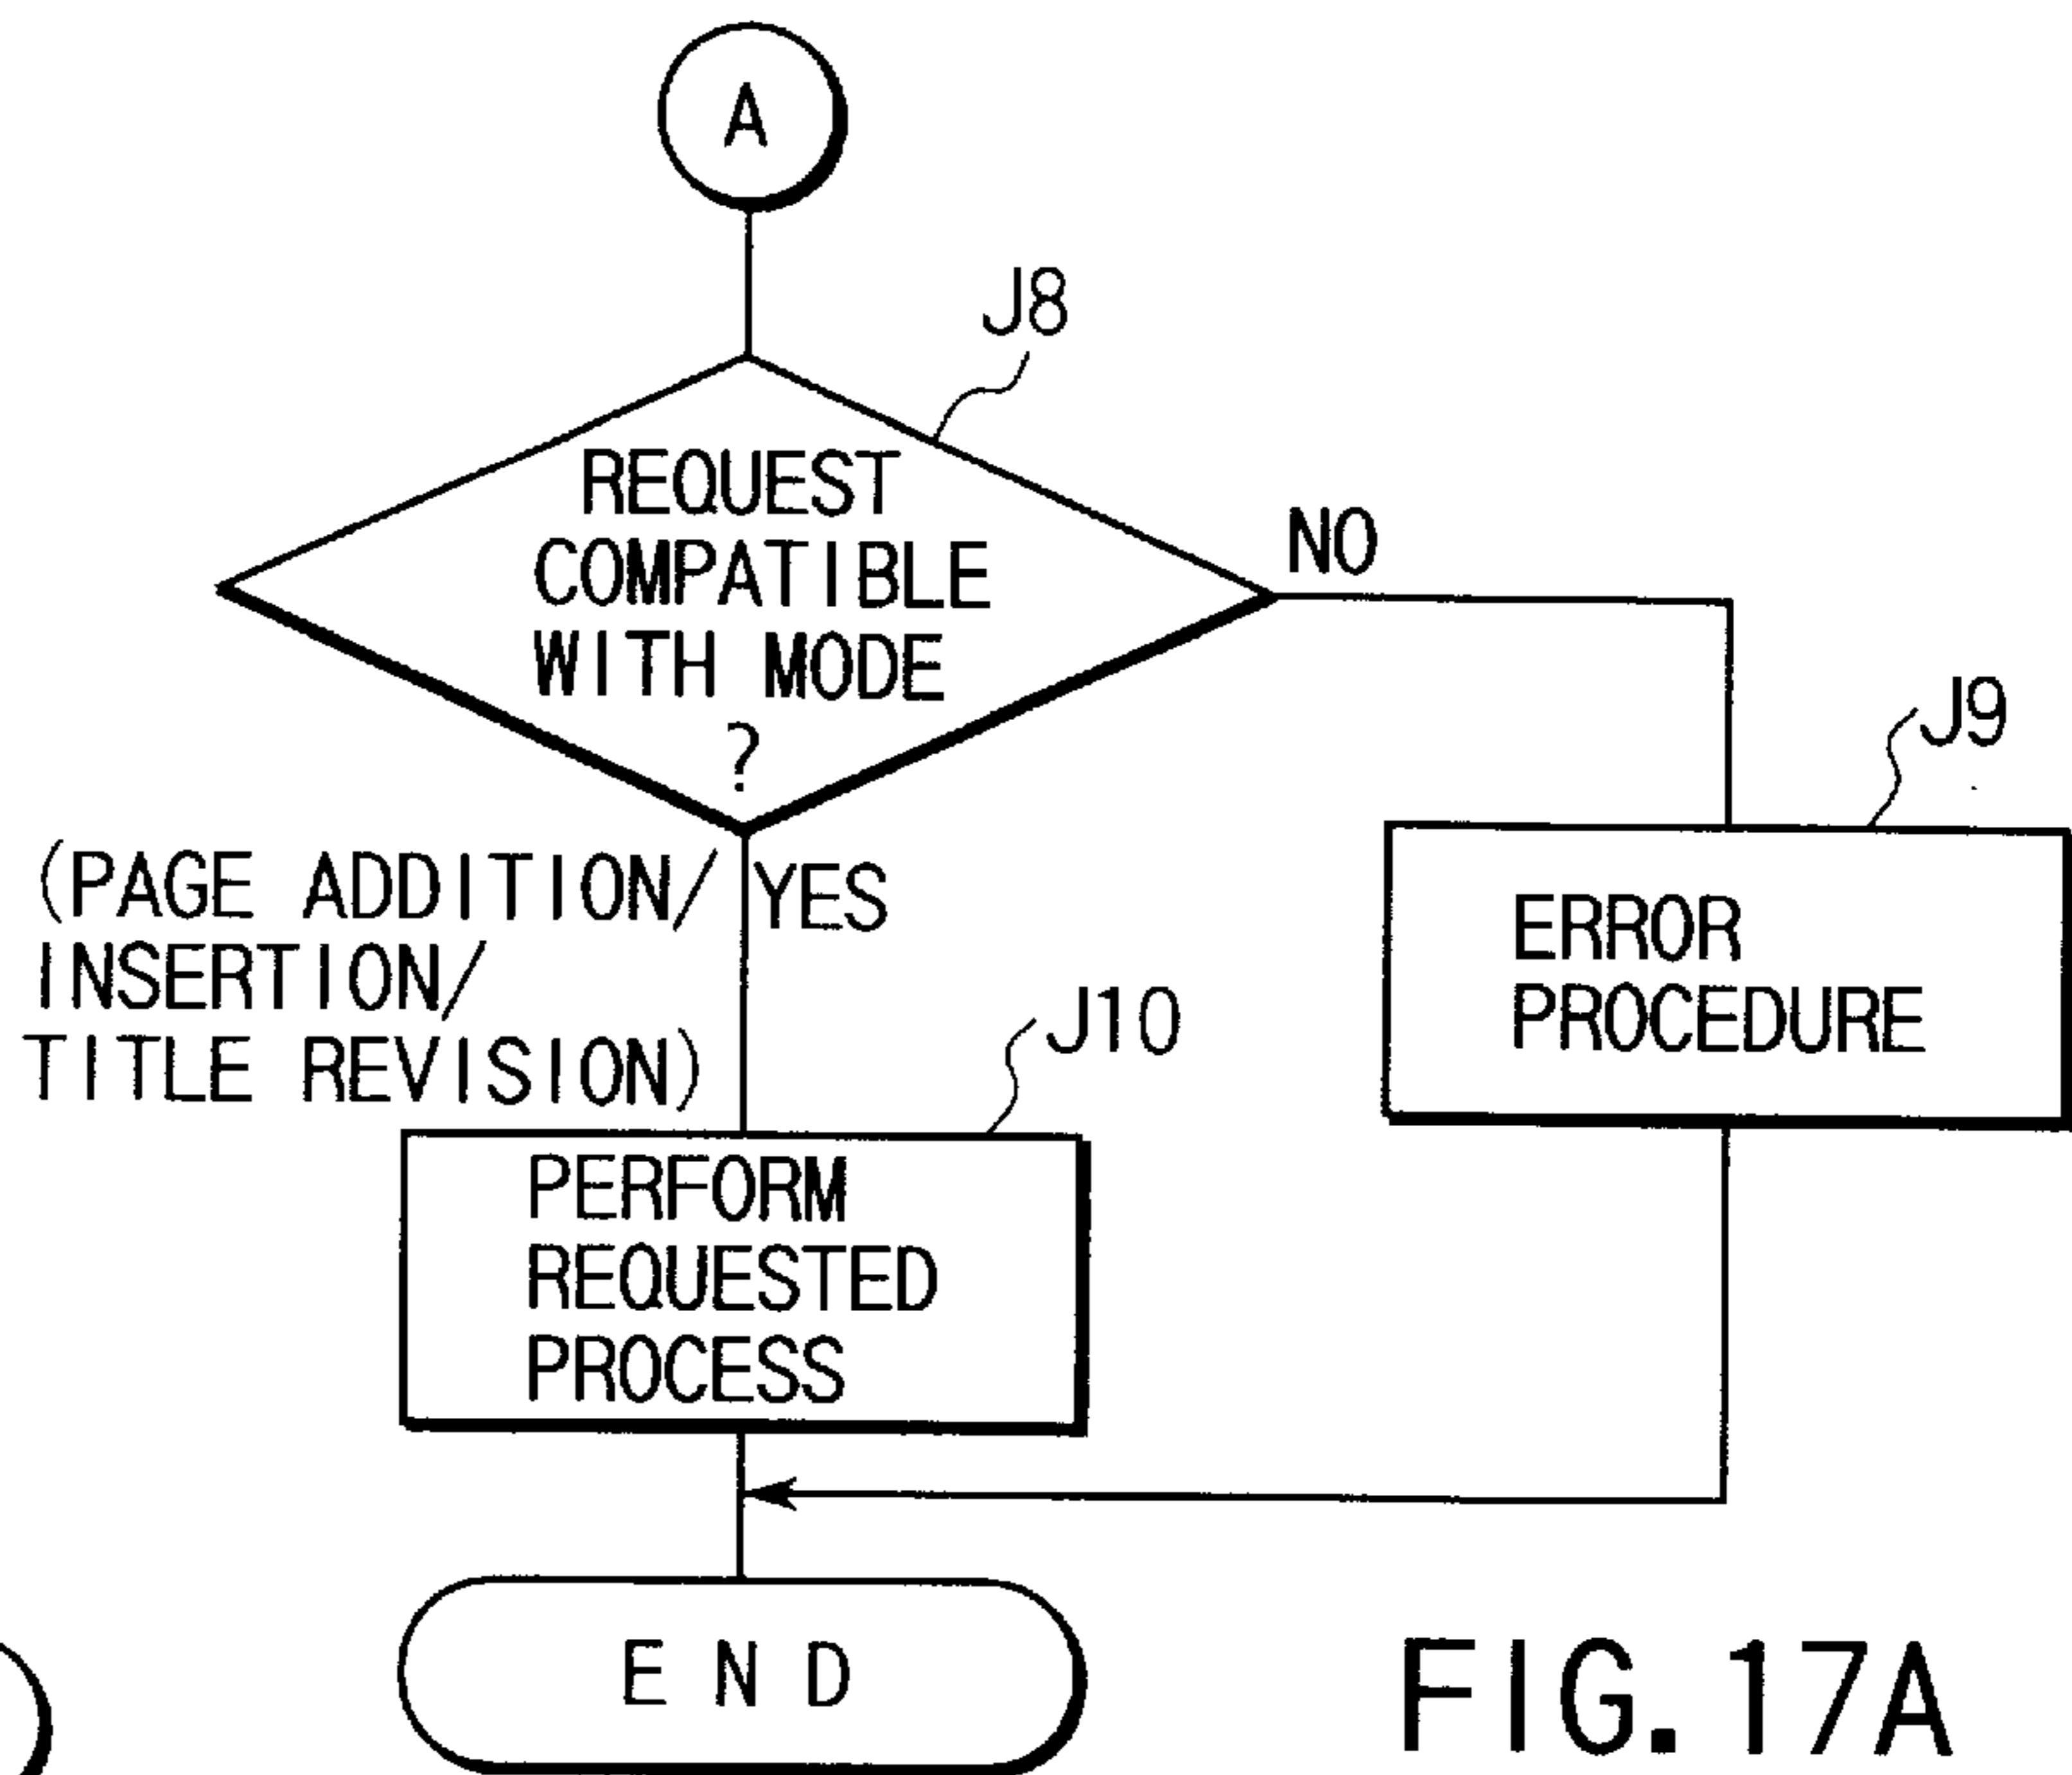 A
J8
REQUEST
COMPATIBLE
WITH MODE
?
NO
J9
ERROR
PROCEDURE
YES
(PAGE ADDITION/
INSERTION/
TITLE REVISION)
J10
PERFORM
REQUESTED
PROCESS
END
FIG.17A